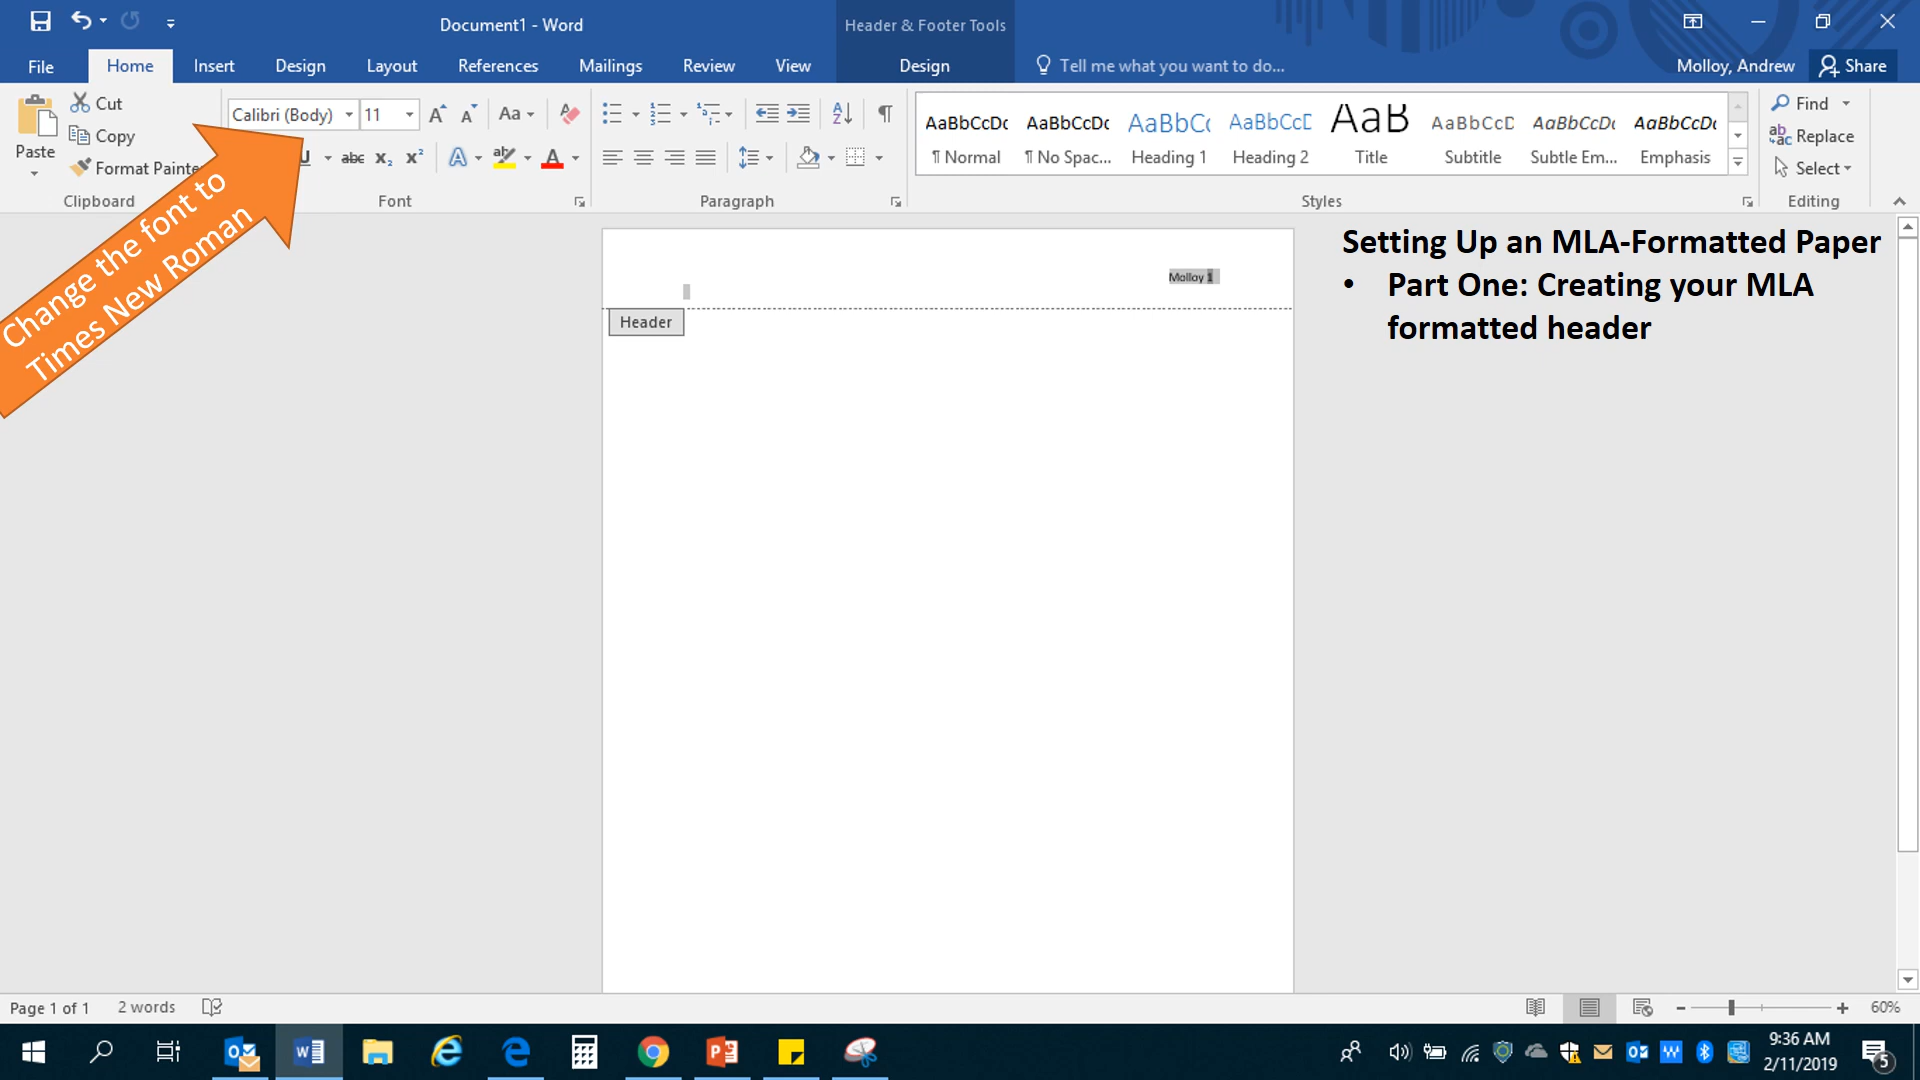 Document1 - Word
Header & Footer Tools
File
Home
Insert
Design
Layout
References
Mailings
Review
View
Design
Tell me what you want to do...
Molloy, Andrew
Share
Paste
Cut
Copy
Format Painte
Clipboard
Calibri (Body)
11
Aa
abc
Font
Paragraph
AaBbCcDc
¶ Normal
AaBbCcDc
¶ No Spac...
AaBbCc
Heading 1
AaBbCcD
Heading 2
AaB
Title
AaBbCcD
Subtitle
AaBbCcDc
Subtle Em...
AaBbCcDc
Emphasis
Styles
Find
Replace
Select
Editing
Change the font to
Times New Roman
Molloy 1
Header
Setting Up an MLA-Formatted Paper
• Part One: Creating your MLA
formatted header
Page 1 of 1
2 words
60%
9:36 AM
2/11/2019
5